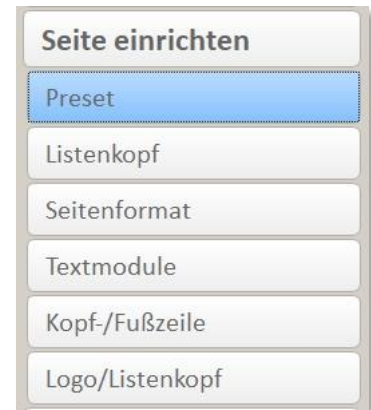 Seite einrichten
Preset
Listenkopf
Seitenformat
Textmodule
Kopf-/Fußzeile
Logo/Listenkopf